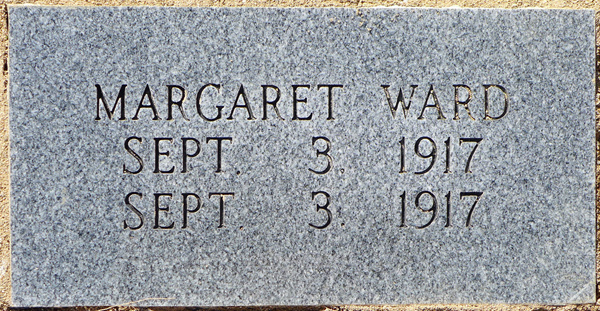 MARGARET WARD
SEPT. 3. 1917
SEPT. 3. 1917